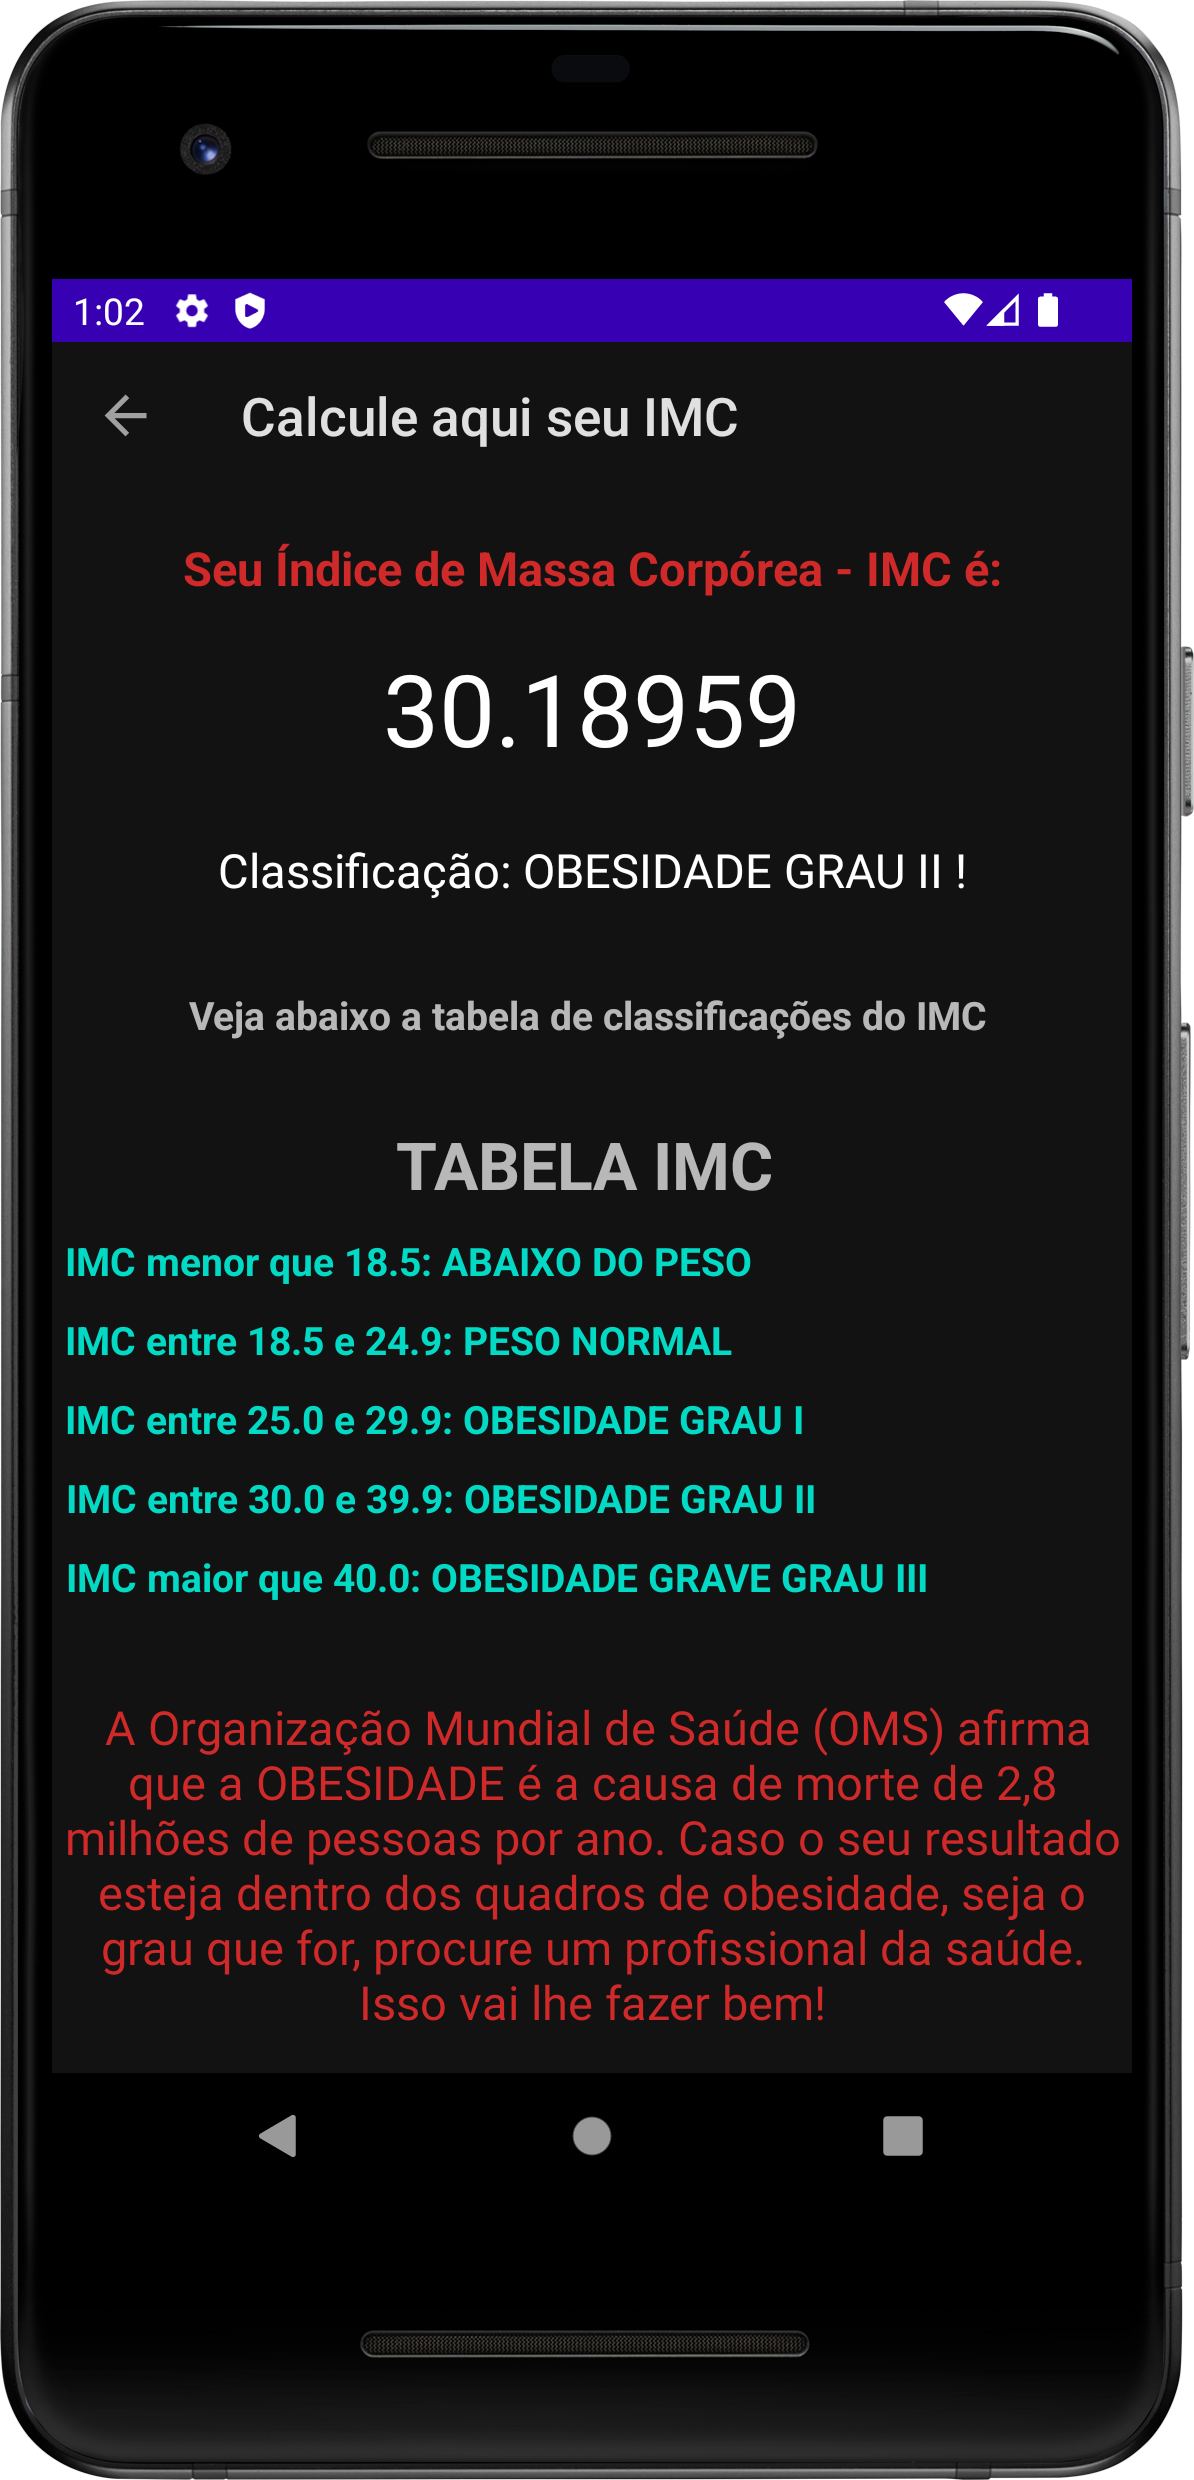 1:02
Calcule aqui seu IMC
Seu Índice de Massa Corpórea - IMC é:
30.18959
Classificação: OBESIDADE GRAU II !
Veja abaixo a tabela de classificações do IMC
TABELA IMC
IMC menor que 18.5: ABAIXO DO PESO
IMC entre 18.5 e 24.9: PESO NORMAL
IMC entre 25.0 e 29.9: OBESIDADE GRAU I
IMC entre 30.0 e 39.9: OBESIDADE GRAU II
IMC maior que 40.0: OBESIDADE GRAVE GRAU III
A Organização Mundial de Saúde (OMS) afirma
que a OBESIDADE é a causa de morte de 2,8
milhões de pessoas por ano. Caso o seu resultado
esteja dentro dos quadros de obesidade, seja o
grau que for, procure um profissional da saúde.
Isso vai lhe fazer bem!